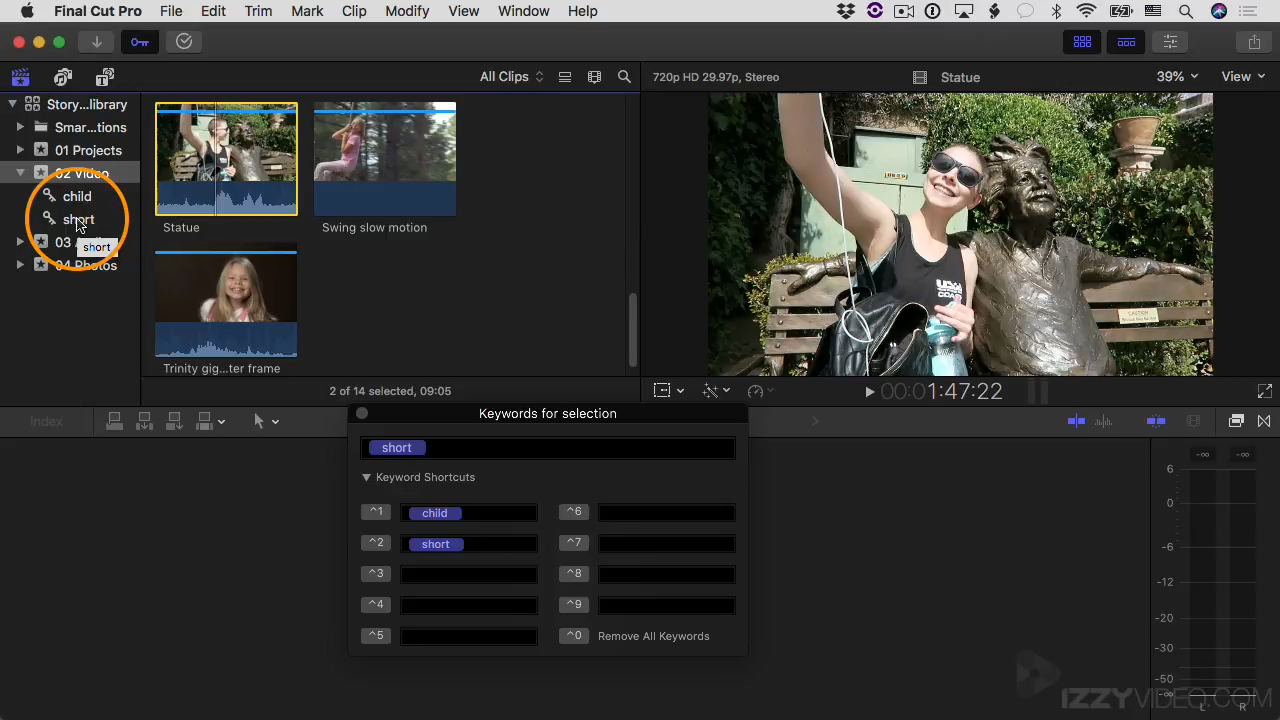 Final Cut Pro File Edit Trim Mark Clip Modify View Window Help
All Clips
720p HD 29.97p, Stereo
Statue
39%
View
Story...library
Smar...tions
01 Projects
02 Video
child
short
short
03
04 Photos
Statue
Swing slow motion
Trinity gig...ter frame
2 of 14 selected, 09:05
CAUTION
00:01:47:22
Index
Keywords for selection
short
Keyword Shortcuts
^1 child ^6
^2 short ^7
^3 ^8
^4 ^9
^5 ^0 Remove All Keywords
-∞ -∞
6
0
-6
-12
-20
-30
-50
-∞
L R
IZZYVIDEO.COM